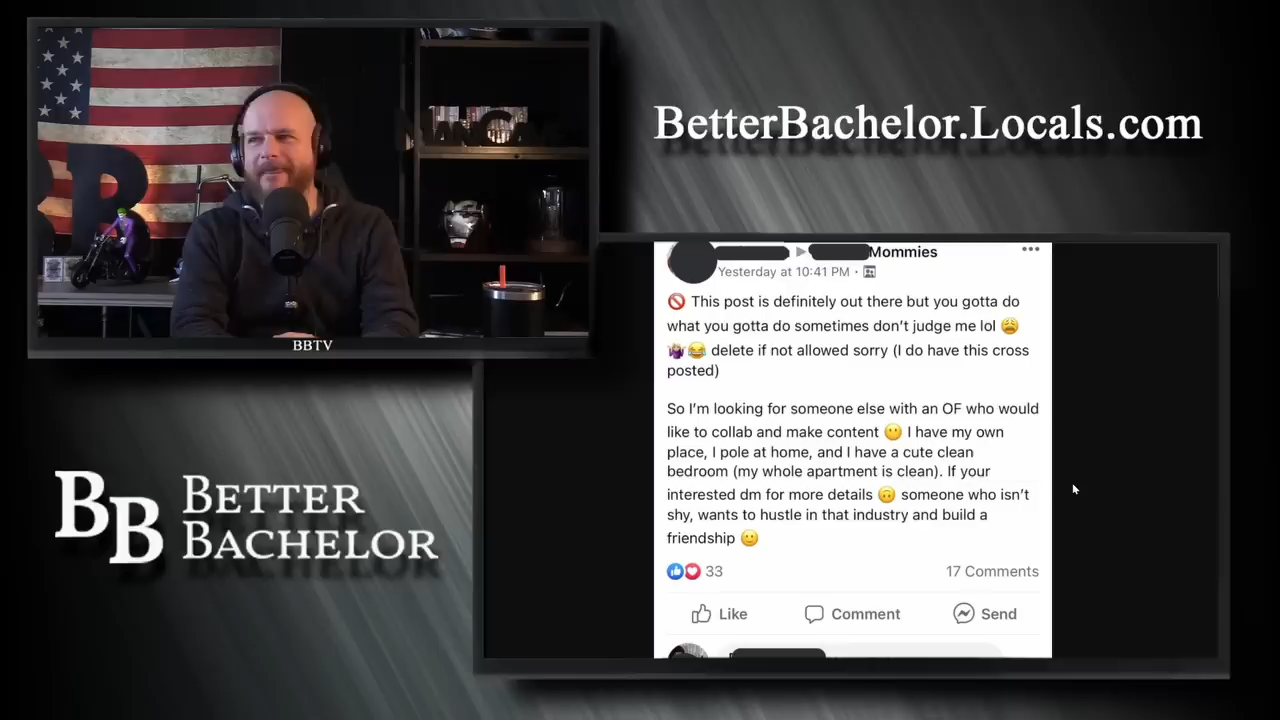 BetterBachelor.Locals.com
BBTV
Mommies
Yesterday at 10:41 PM ·
🚫 This post is definitely out there but you gotta do
what you gotta do sometimes don’t judge me lol 😩
🤷‍♀️😂 delete if not allowed sorry (I do have this cross
posted)
So I’m looking for someone else with an OF who would
like to collab and make content 😶 I have my own
place, I pole at home, and I have a cute clean
bedroom (my whole apartment is clean). If your
interested dm for more details 🙃 someone who isn’t
shy, wants to hustle in that industry and build a
friendship 🙂
33
17 Comments
Like
Comment
Send
BB
BETTER
BACHELOR